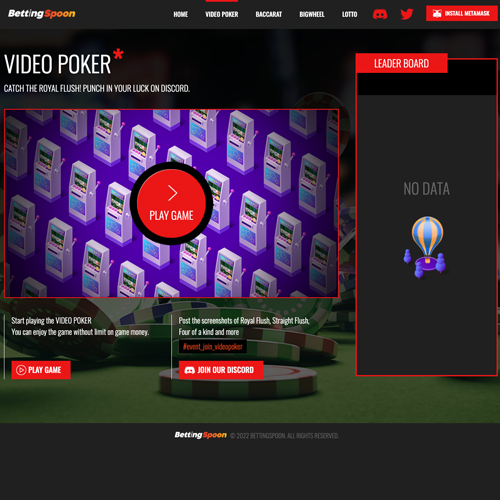 BettingSpoon
HOME VIDEO POKER BACCARAT BIGWHEEL LOTTO INSTALL METAMASK
VIDEO POKER*
CATCH THE ROYAL FLUSH! PUNCH IN YOUR LUCK ON DISCORD.
LEADER BOARD
PLAY GAME
NO DATA
Start playing the VIDEO POKER
You can enjoy the game without limit on game money.
PLAY GAME
Post the screenshots of Royal Flush, Straight Flush,
Four of a kind and more
#event_join_videopoker
JOIN OUR DISCORD
BettingSpoon © 2022 BETTINGSPOON. ALL RIGHTS RESERVED.